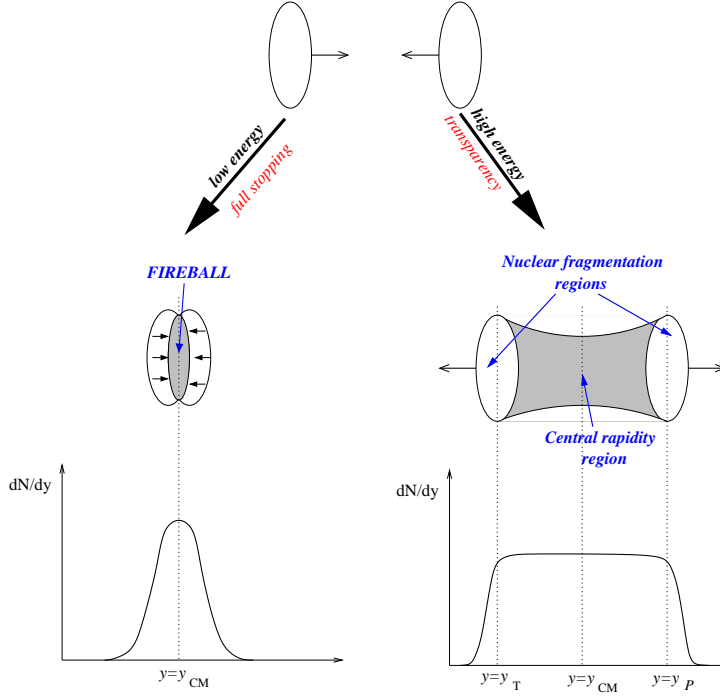 low energy
full stopping
high energy
transparency
FIREBALL
Nuclear fragmentation
regions
Central rapidity
region
dN/dy
dN/dy
y=y CM
y=y T
y=y CM
y=y P